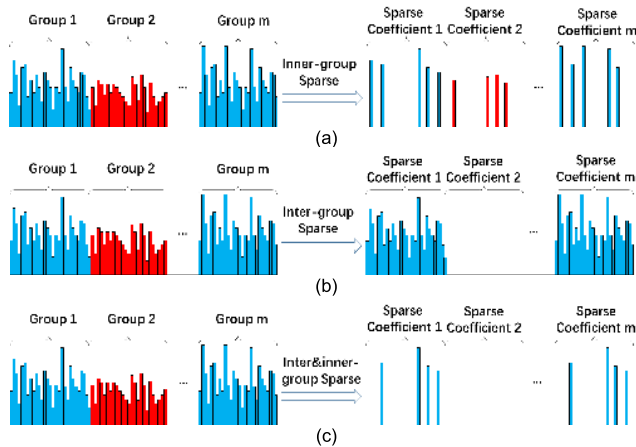 Group 1 Group 2 Group m Sparse Sparse Sparse
Coefficient 1 Coefficient 2 Coefficient m
... Inner-group ...
Sparse
(a)
Group 1 Group 2 Group m Sparse Sparse Sparse
Coefficient 1 Coefficient 2 Coefficient m
... Inter-group ...
Sparse
(b)
Group 1 Group 2 Group m Sparse Sparse Sparse
Coefficient 1 Coefficient 2 Coefficient m
... Inter&inner- ...
group Sparse
(c)